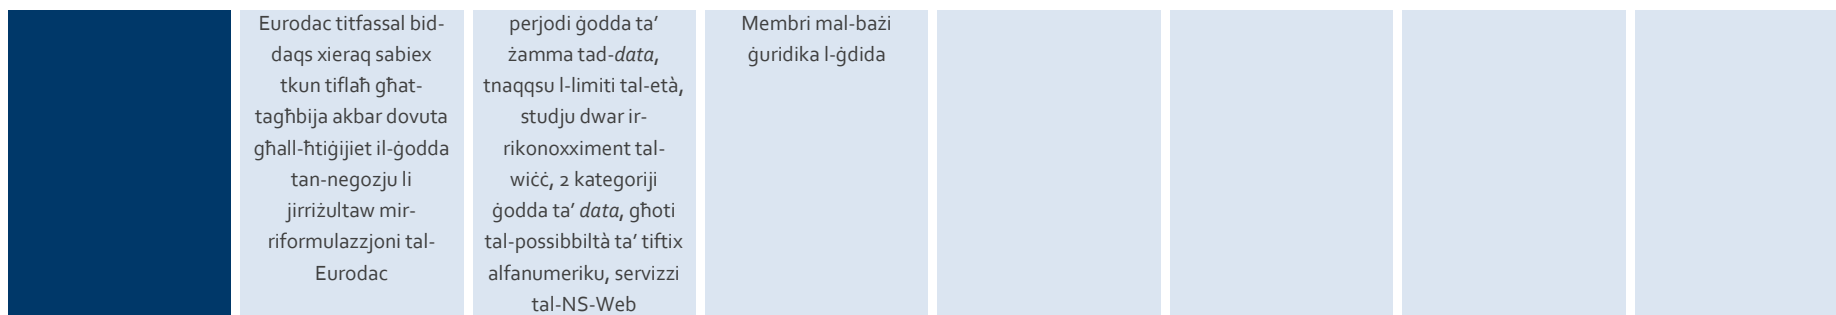 Eurodac titfassal bid-
daqs xieraq sabiex
tkun tiflaħ għat-
tagħbija akbar dovuta
għall-ħtiġijiet il-ġodda
tan-negozju li
jirriżultaw mir-
riformulazzjoni tal-
Eurodac
perjodi ġodda ta’
żamma tad-data,
tnaqqsu l-limiti tal-età,
studju dwar ir-
rikonoxximent tal-
wiċċ, 2 kategoriji
ġodda ta’ data, għoti
tal-possibbiltà ta’ tiftix
alfanumeriku, servizzi
tal-NS-Web
Membri mal-bażi
ġuridika l-ġdida